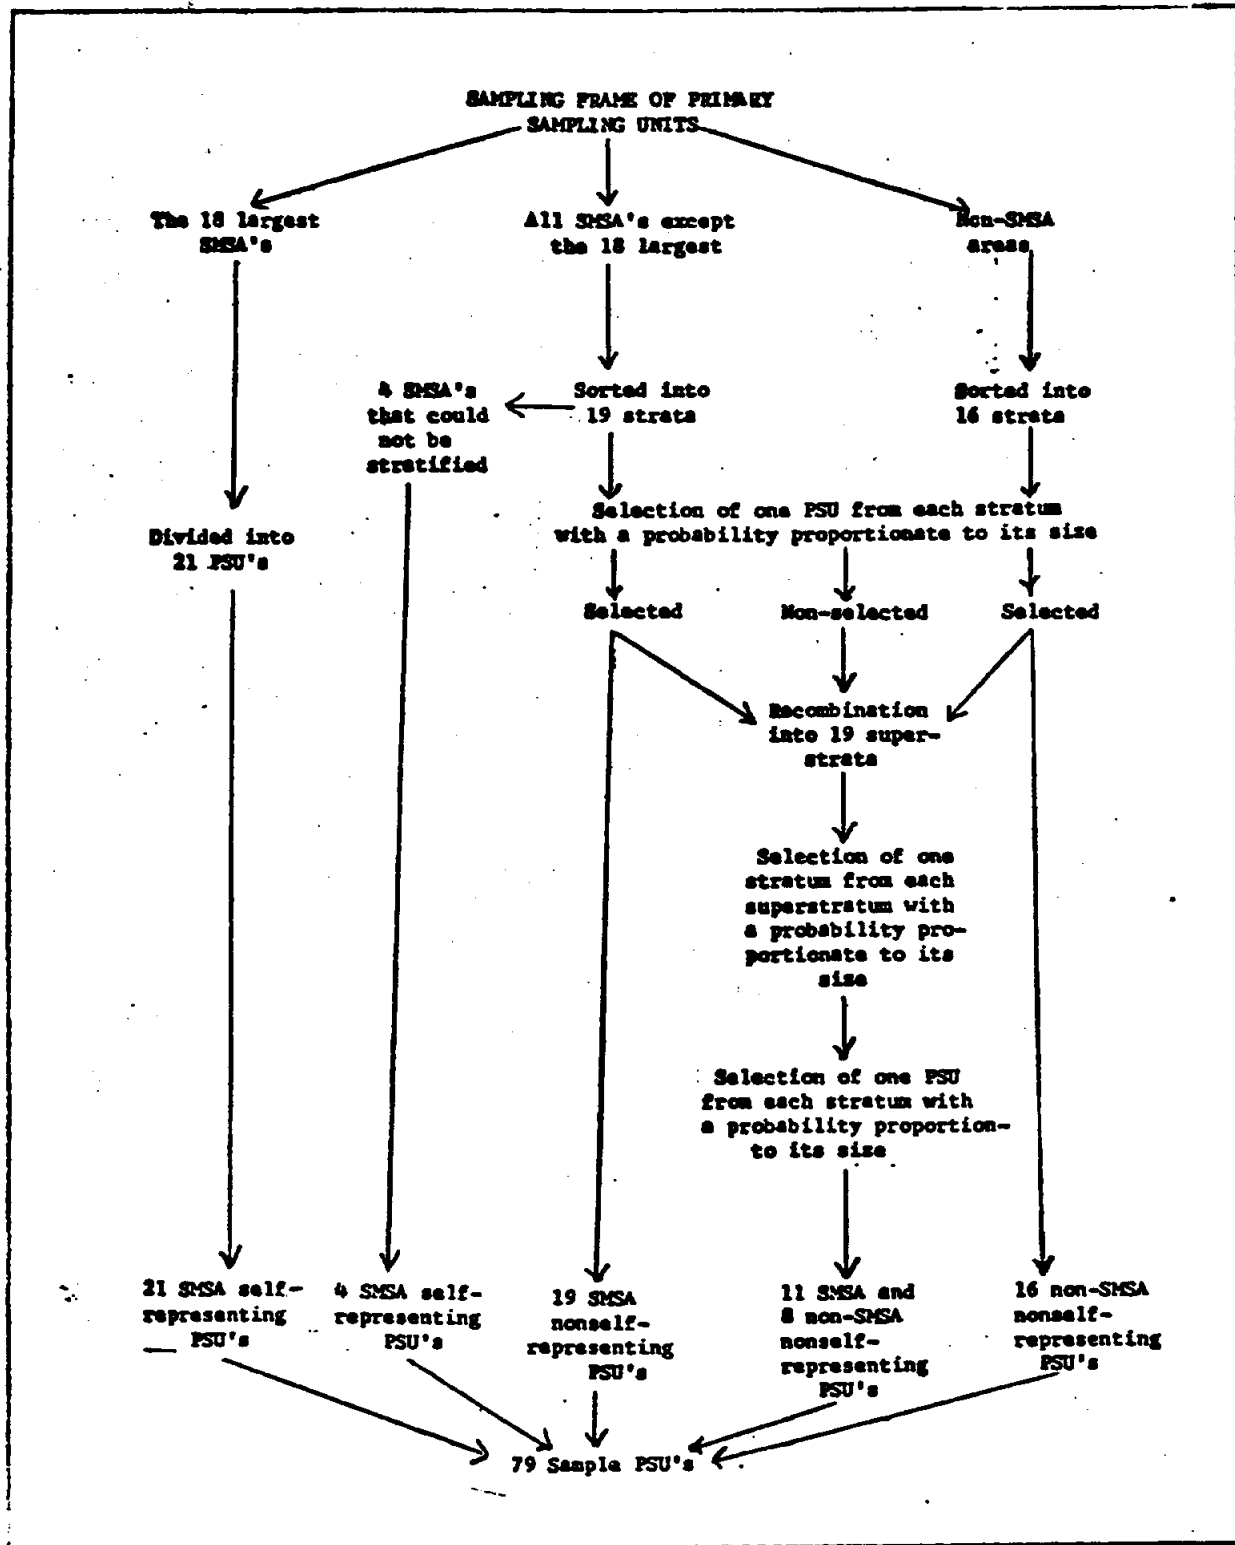 SAMPLING FRAME OF PRIMARY
SAMPLING UNITS
The 18 largest
SMSA's
All SMSA's except
the 18 largest
Non-SMSA
areas
4 SMSA's
that could
not be
stratified
Sorted into
19 strata
Sorted into
16 strata
Divided into
21 PSU's
Selection of one PSU from each stratum
with a probability proportionate to its size
Selected
Non-selected
Selected
Recombination
into 19 super-
strata
Selection of one
stratum from each
superstratum with
a probability pro-
portionate to its
size
Selection of one PSU
from each stratum with
a probability proportion-
to its size
21 SMSA self-
representing
PSU's
4 SMSA self-
representing
PSU's
19 SMSA
nonself-
representing
PSU's
11 SMSA and
8 non-SMSA
nonself-
representing
PSU's
16 non-SMSA
nonself-
representing
PSU's
79 Sample PSU's